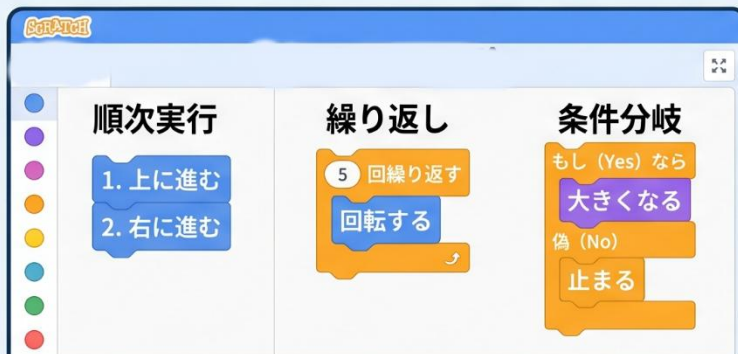 SCRATCH
順次実行
1. 上に進む
2. 右に進む
繰り返し
5 回繰り返す
回転する
条件分岐
もし（Yes）なら
大きくなる
偽（No）
止まる